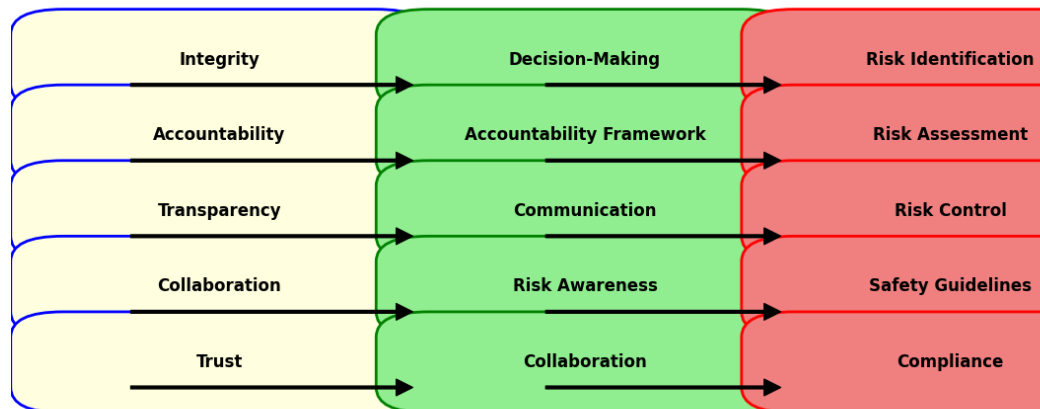 Integrity
Decision-Making
Risk Identification
Accountability
Accountability Framework
Risk Assessment
Transparency
Communication
Risk Control
Collaboration
Risk Awareness
Safety Guidelines
Trust
Collaboration
Compliance